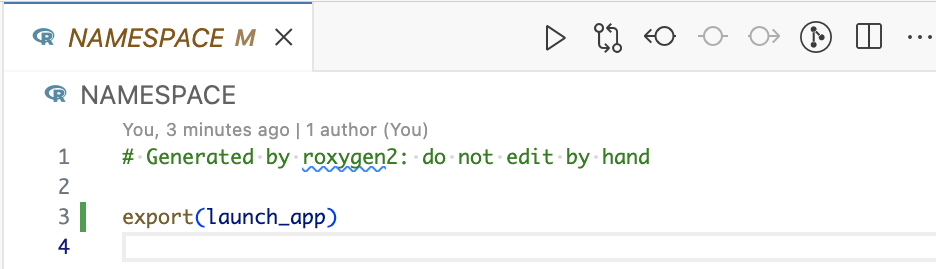 NAMESPACE M
NAMESPACE
You, 3 minutes ago | 1 author (You)
1 # Generated by roxygen2: do not edit by hand
2
3 export(launch_app)
4